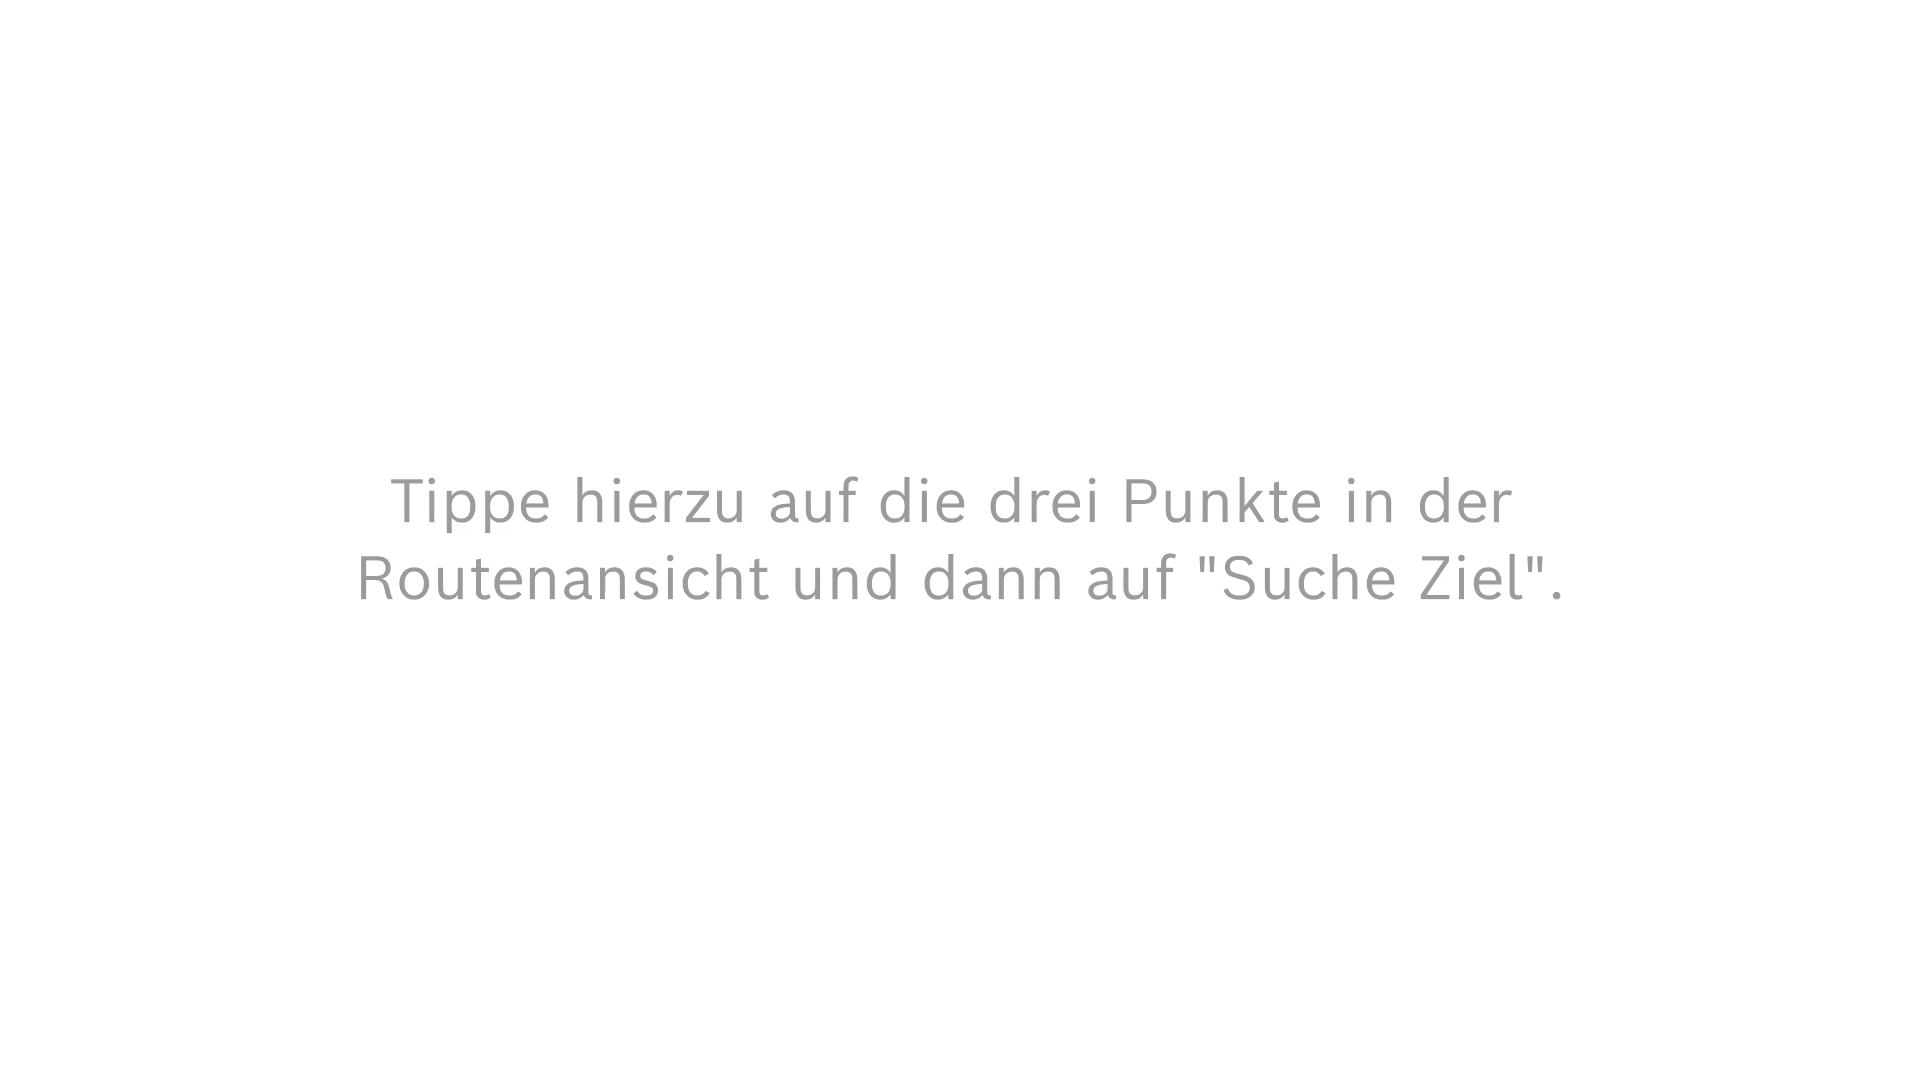 Tippe hierzu auf die drei Punkte in der
Routenansicht und dann auf "Suche Ziel".